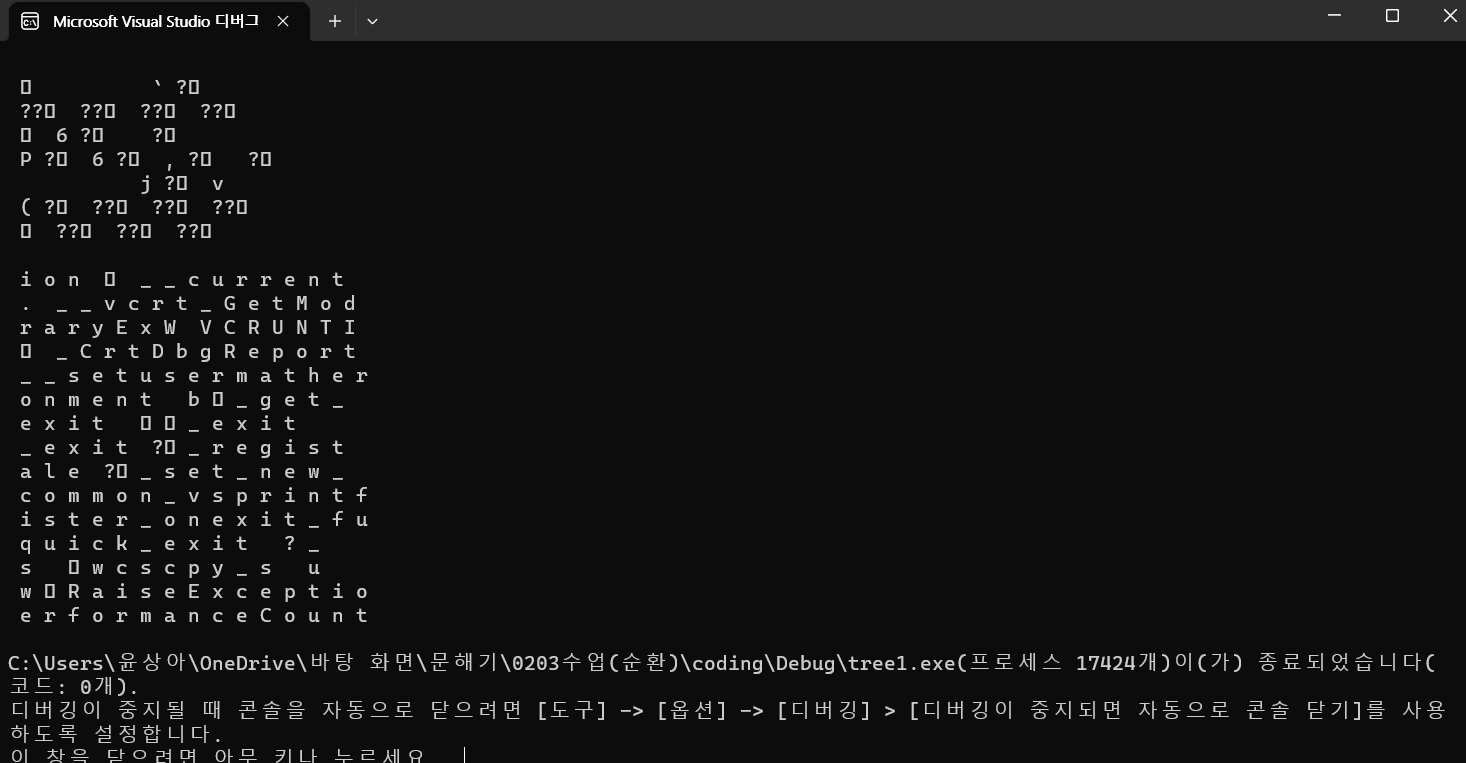 Microsoft Visual Studio 디버그
` ?
?? ?? ?? ??
6 ? ?
P ? 6 ? , ? ?
j ? v
( ? ?? ?? ??
?? ?? ??
i o n _ _ c u r r e n t
. _ _ v c r t _ G e t M o d
r a r y E x W V C R U N T I
_ C r t D b g R e p o r t
_ _ s e t u s e r m a t h e r
o n m e n t b _ g e t _
e x i t _ e x i t
_ e x i t ? _ r e g i s t
a l e ? _ s e t _ n e w _
c o m m o n _ v s p r i n t f
i s t e r _ o n e x i t _ f u
q u i c k _ e x i t ? _
s w c s c p y _ s u
w R a i s e E x c e p t i o
e r f o r m a n c e C o u n t
C:\Users\윤상아\OneDrive\바탕 화면\문해기\0203수업(순환)\coding\Debug\tree1.exe(프로세스 17424개)이(가) 종료되었습니다(
코드: 0개).
디버깅이 중지될 때 콘솔을 자동으로 닫으려면 [도구] -> [옵션] -> [디버깅] > [디버깅이 중지되면 자동으로 콘솔 닫기]를 사용
하도록 설정합니다.
이 창을 닫으려면 아무 키나 누르세요